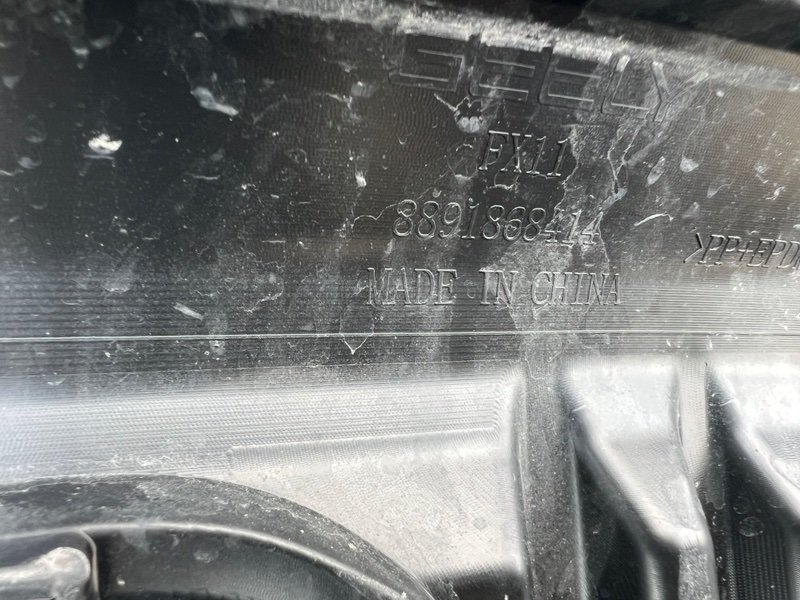 GEELY
FX11
8891868414
MADE IN CHINA
>PP+EPDM